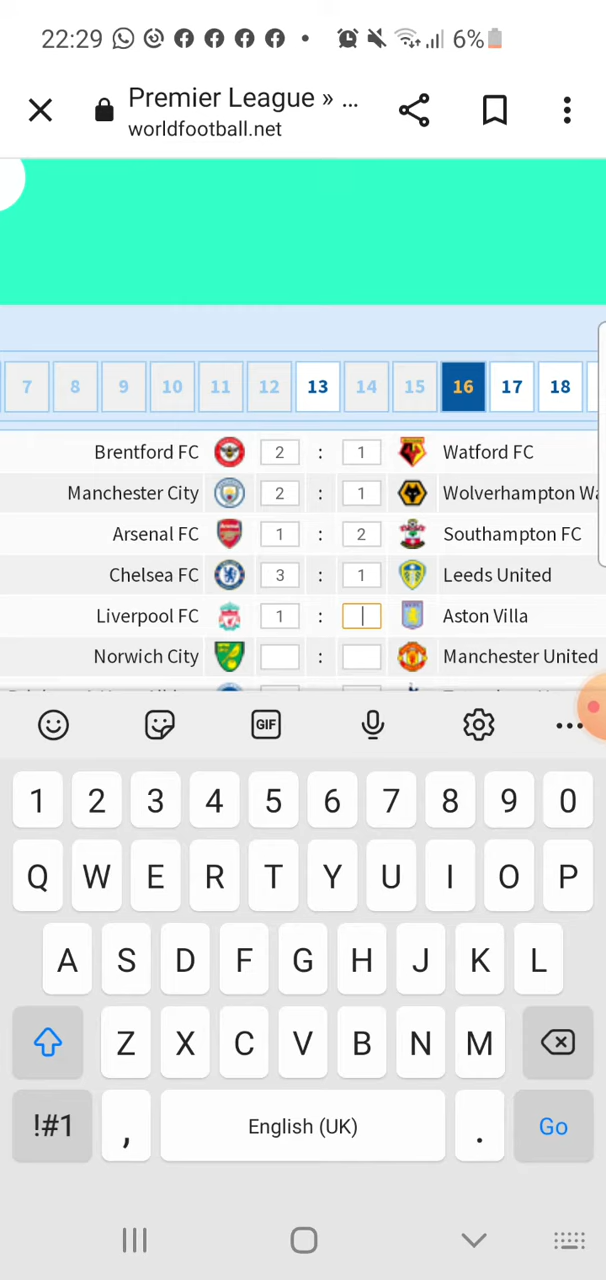 22:29 6%
Premier League » ...
worldfootball.net
7 8 9 10 11 12 13 14 15 16 17 18
Brentford FC 2 : 1 Watford FC
Manchester City 2 : 1 Wolverhampton Wa
Arsenal FC 1 : 2 Southampton FC
Chelsea FC 3 : 1 Leeds United
Liverpool FC 1 : Aston Villa
Norwich City : Manchester United
GIF
1 2 3 4 5 6 7 8 9 0
Q W E R T Y U I O P
A S D F G H J K L
Z X C V B N M
!#1 , English (UK) . Go